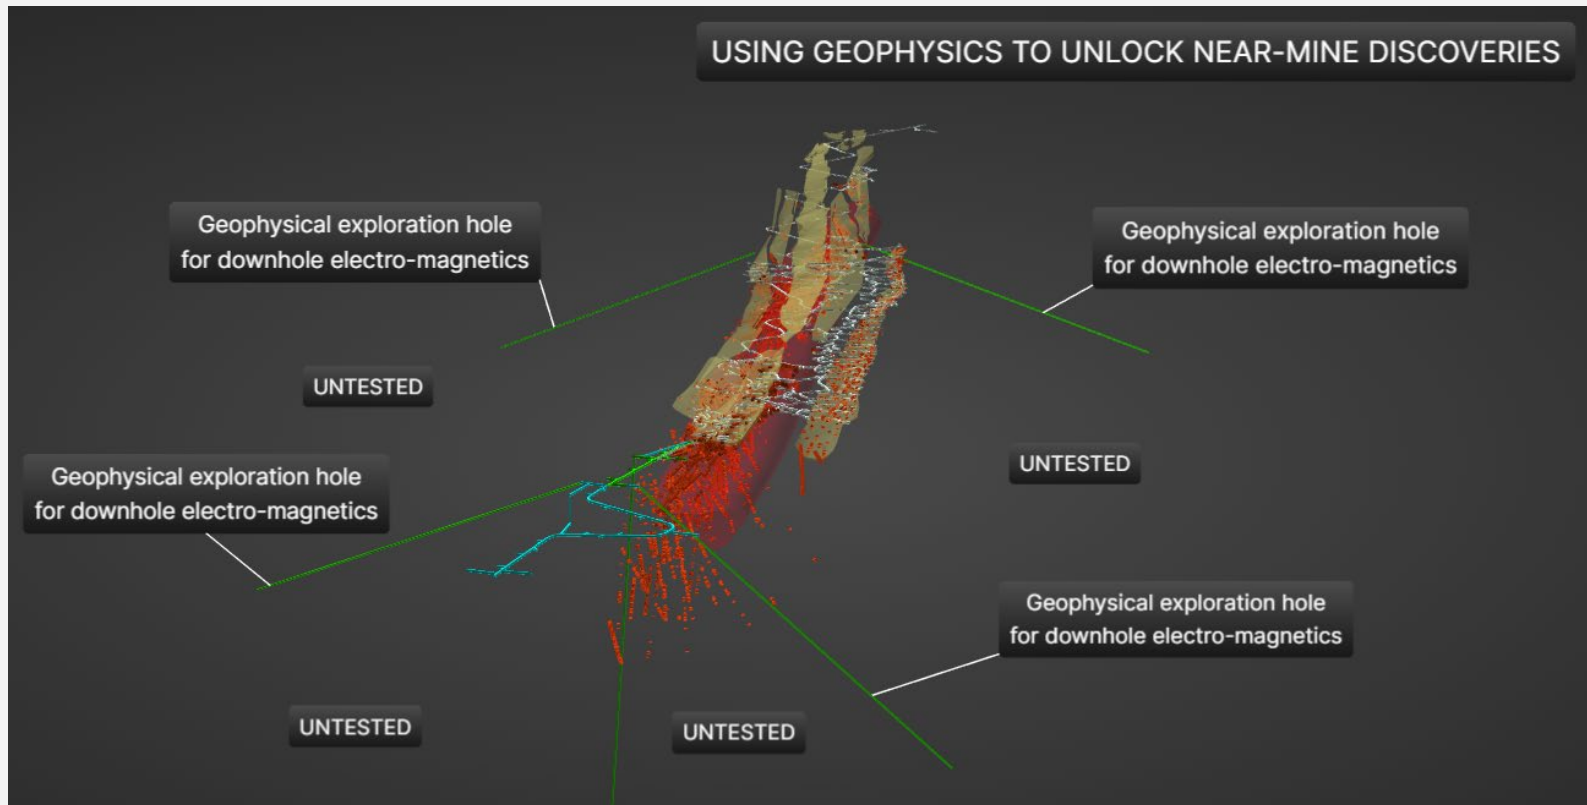 USING GEOPHYSICS TO UNLOCK NEAR-MINE DISCOVERIES
Geophysical exploration hole
for downhole electro-magnetics
Geophysical exploration hole
for downhole electro-magnetics
UNTESTED
UNTESTED
Geophysical exploration hole
for downhole electro-magnetics
Geophysical exploration hole
for downhole electro-magnetics
UNTESTED
UNTESTED